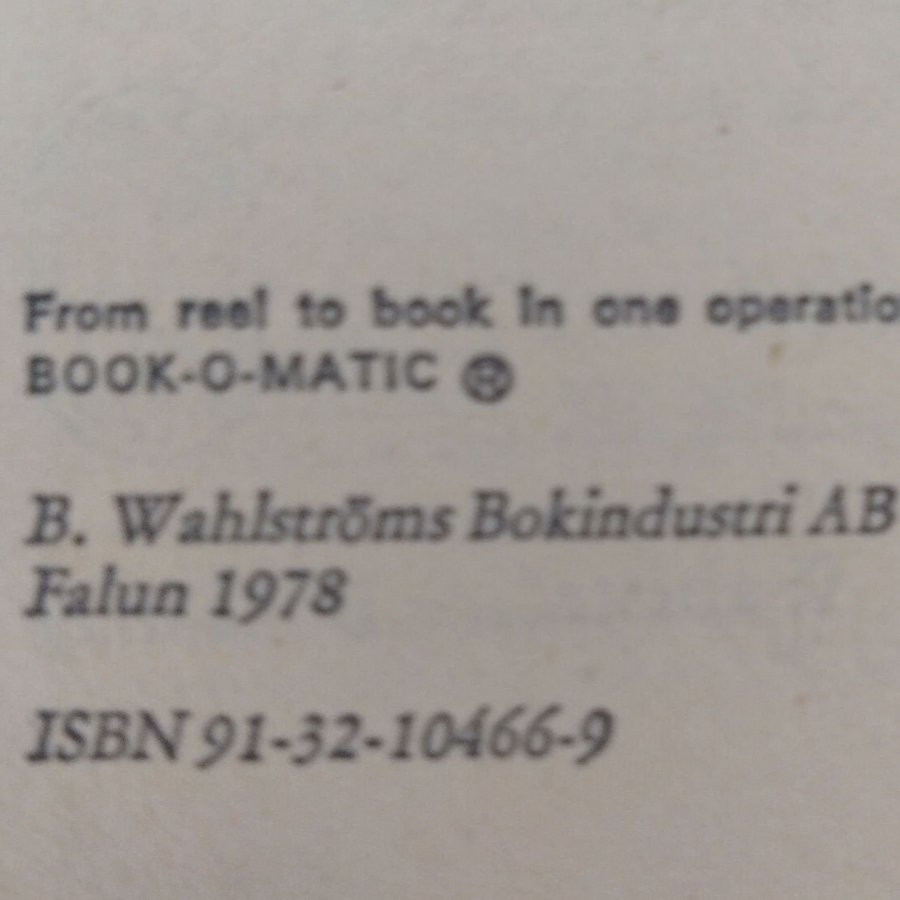 From reel to book in one operatio
BOOK-O-MATIC ®
B. Wahlströms Bokindustri AB
Falun 1978
ISBN 91-32-10466-9